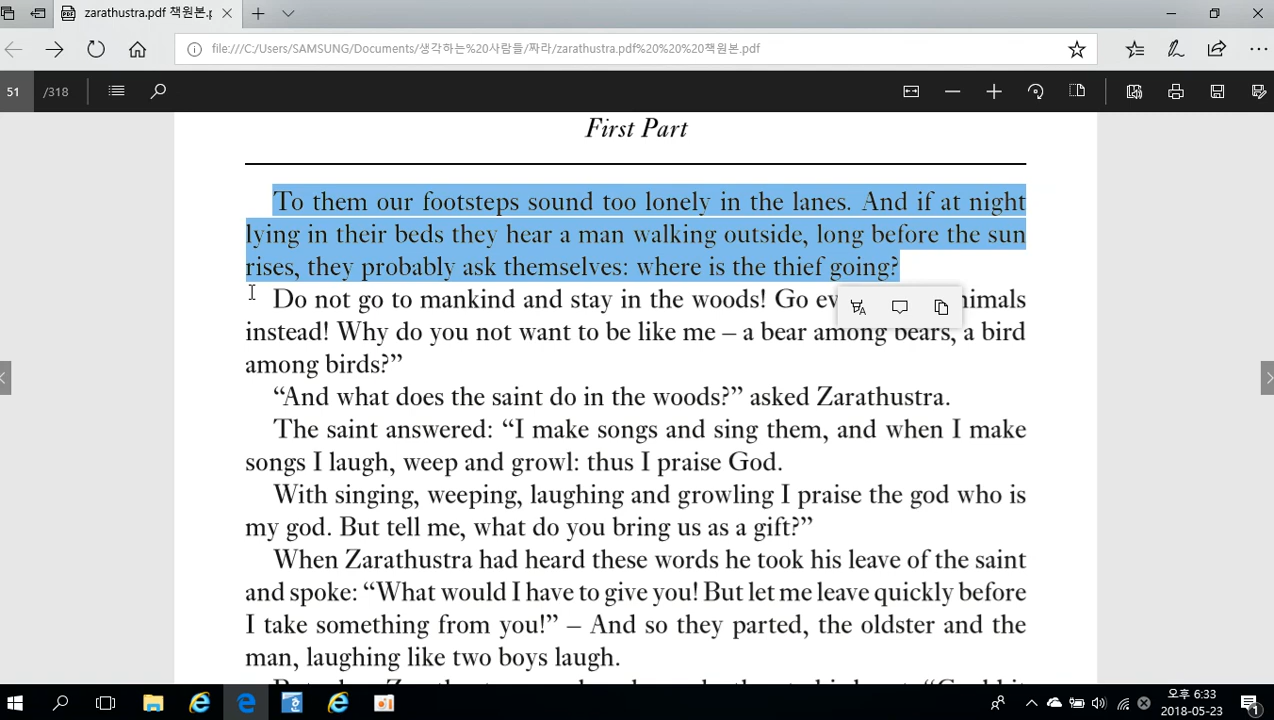 zarathustra.pdf 책원본.p
file:///C:/Users/SAMSUNG/Documents/생각하는%20사람들/짜라/zarathustra.pdf%20%20%20책원본.pdf
51 /318
First Part
To them our footsteps sound too lonely in the lanes. And if at night
lying in their beds they hear a man walking outside, long before the sun
rises, they probably ask themselves: where is the thief going?
Do not go to mankind and stay in the woods! Go ev nimals
instead! Why do you not want to be like me – a bear among bears, a bird
among birds?”
“And what does the saint do in the woods?” asked Zarathustra.
The saint answered: “I make songs and sing them, and when I make
songs I laugh, weep and growl: thus I praise God.
With singing, weeping, laughing and growling I praise the god who is
my god. But tell me, what do you bring us as a gift?”
When Zarathustra had heard these words he took his leave of the saint
and spoke: “What would I have to give you! But let me leave quickly before
I take something from you!” – And so they parted, the oldster and the
man, laughing like two boys laugh.
오후 6:33
2018-05-23
1